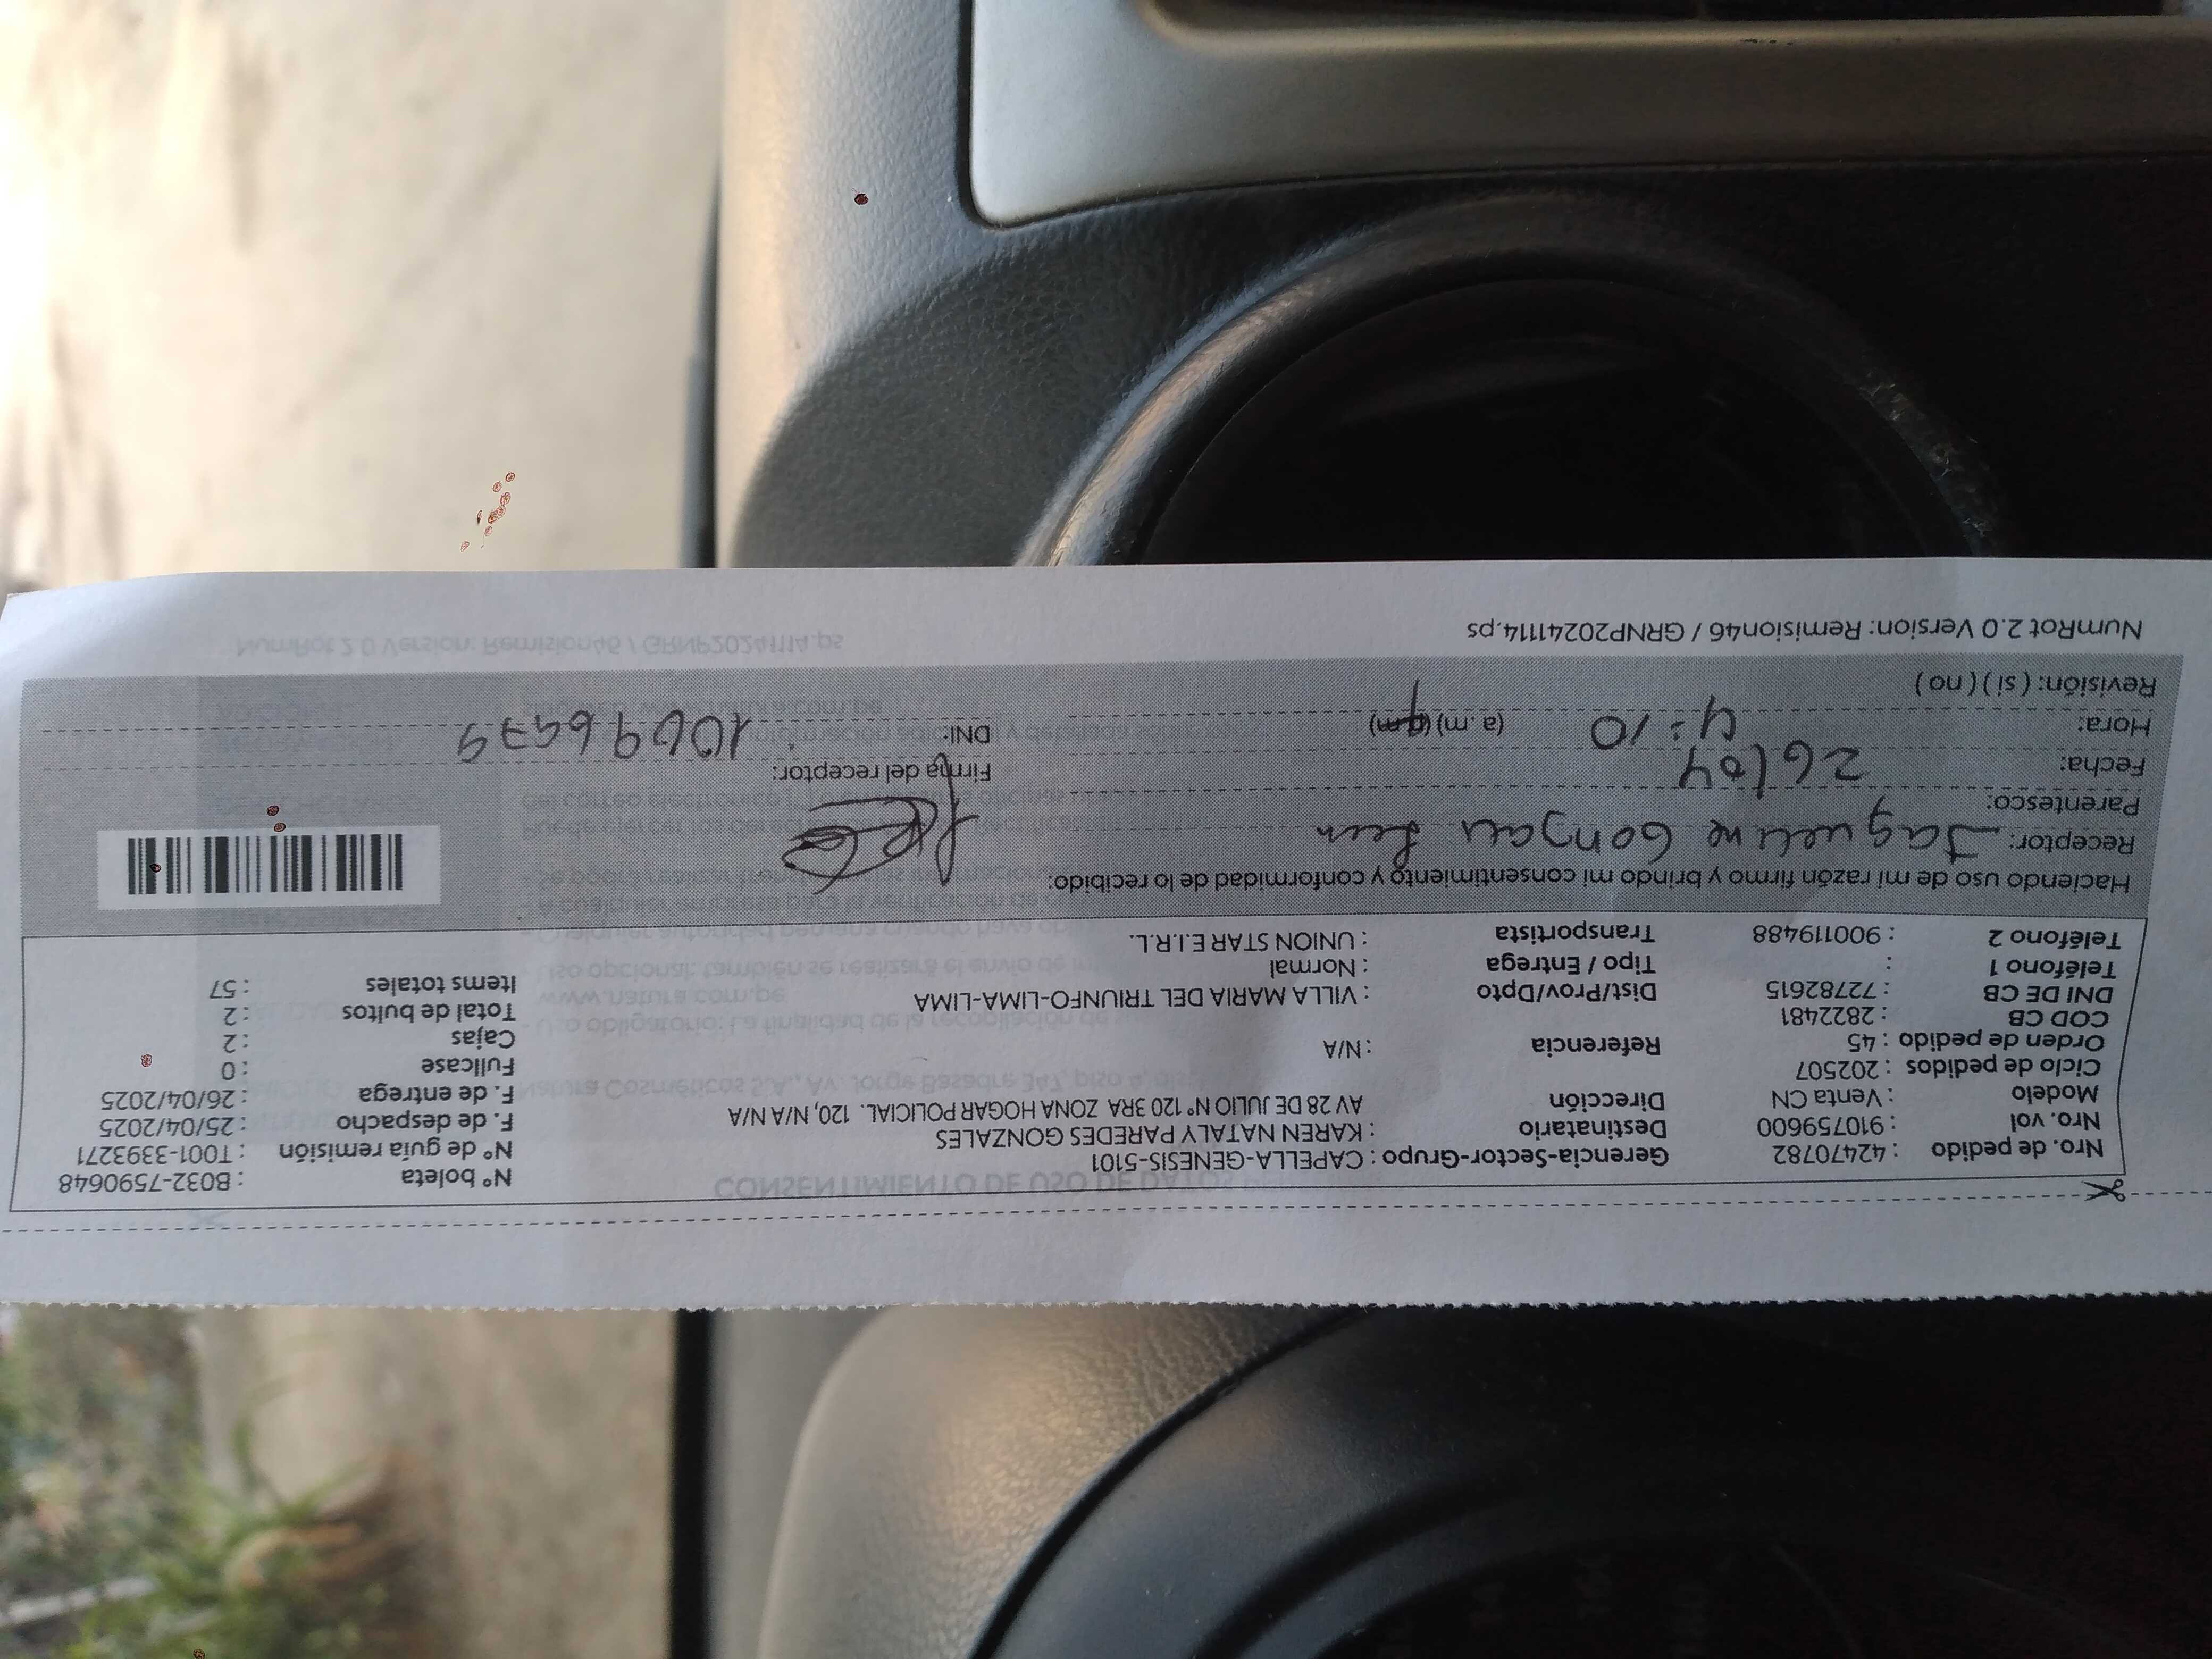 Nro. de pedido : 42470782 Gerencia-Sector-Grupo : CAPELLA-GENESIS-5101 N° boleta : B032-7590648
Nro. vol : 910759600 Destinatario : KAREN NATALY PAREDES GONZALES N° de guía remisión : T001-3393271
Modelo : Venta CN Dirección AV 28 DE JULIO N° 120 3RA ZONA HOGAR POLICIAL. 120, N/A N/A F. de despacho : 25/04/2025
Ciclo de pedidos : 202507 F. de entrega : 26/04/2025
Orden de pedido : 45 Referencia : N/A Fullcase : 0
COD CB : 2822481 Cajas : 2
DNI DE CB : 72782615 Dist/Prov/Dpto : VILLA MARIA DEL TRIUNFO-LIMA-LIMA Total de bultos : 2
Teléfono 1 : Tipo / Entrega : Normal Items totales : 57
Teléfono 2 : 900119488 Transportista : UNION STAR E.I.R.L.
Haciendo uso de mi razón firmo y brindo mi consentimiento y conformidad de lo recibido:
Receptor: Jaqueline
Parentesco:
Fecha: 26/04 Firma del receptor:
Hora: 4:10 (a.m) (p.m) DNI: 10696979
Revisión: (si) (no)
NumRot 2.0 Version: Remision46 / GRNP20241114.ps